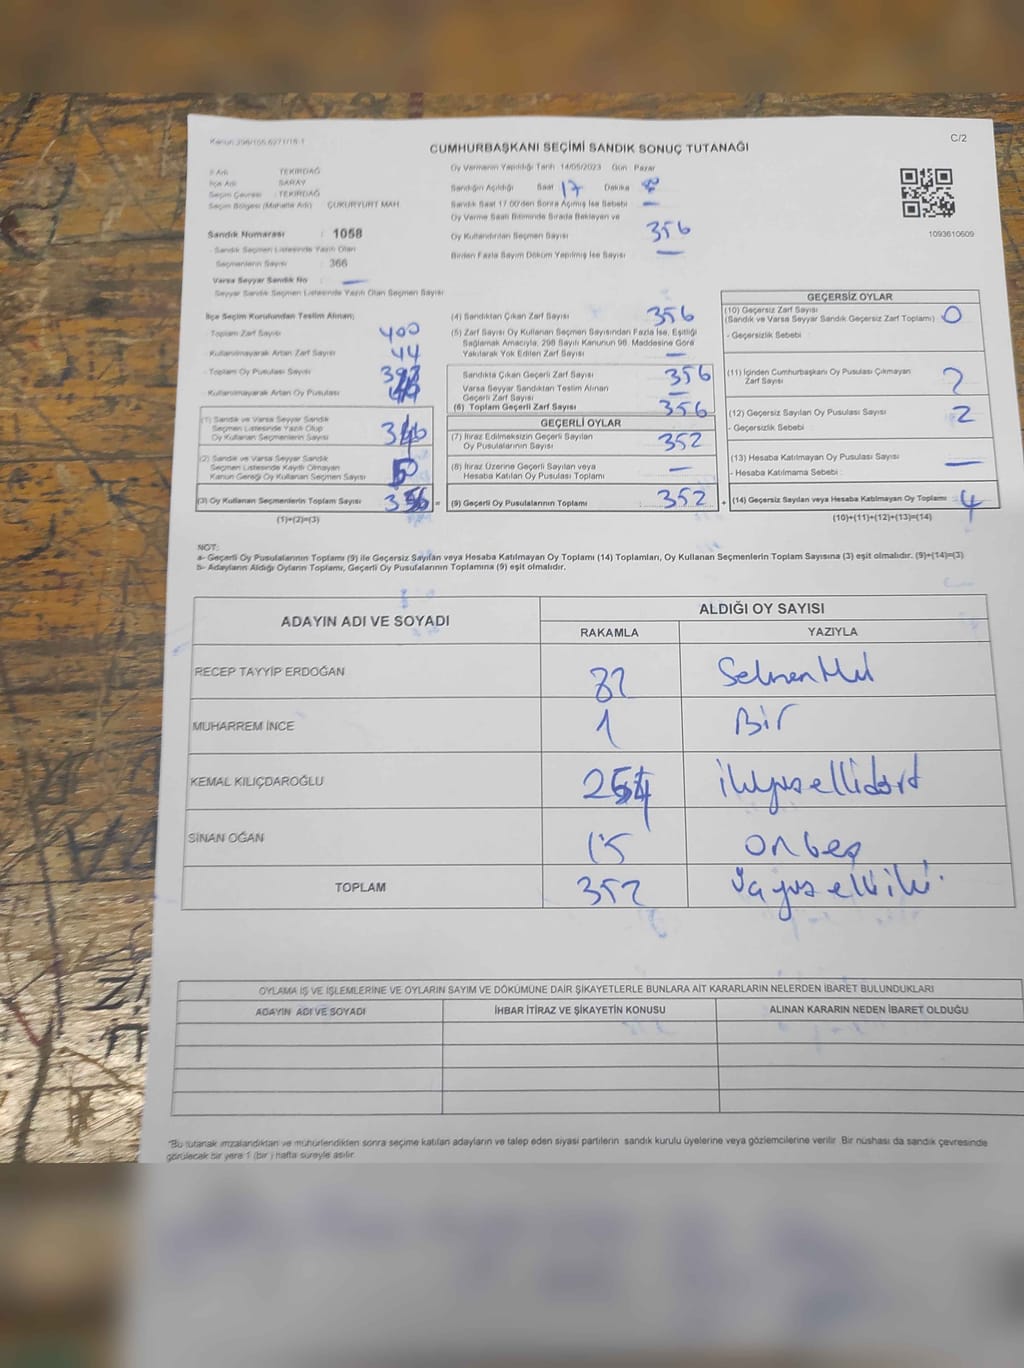 Kanun:298/105,6271/18-1
C/2
CUMHURBAŞKANI SEÇİMİ SANDIK SONUÇ TUTANAĞI
İl Adı : TEKİRDAĞ
İlçe Adı : SARAY
Seçim Çevresi : TEKİRDAĞ
Seçim Bölgesi (Mahalle Adı) : ÇUKURYURT MAH.
Sandık Numarası : 1058
- Sandık Seçmen Listesinde Yazılı Olan
Seçmenlerin Sayısı : 366
Varsa Seyyar Sandık No : —
Seyyar Sandık Seçmen Listesinde Yazılı Olan Seçmen Sayısı
Oy Vermenin Yapıldığı Tarih 14/05/2023 Gün : Pazar
Sandığın Açıldığı Saat 17 Dakika
Sandık Saat 17.00'den Sonra Açılmış İse Sebebi —
Oy Verme Saati Bitiminde Sırada Bekleyen ve
Oy Kullandırılan Seçmen Sayısı 356
Birden Fazla Sayım Döküm Yapılmış İse Sayısı —
1093610609
İlçe Seçim Kurulundan Teslim Alınan;
- Toplam Zarf Sayısı 400
- Kullanılmayarak Artan Zarf Sayısı 44
- Toplam Oy Pusulası Sayısı
Kullanılmayarak Artan Oy Pusulası
(1) Sandık ve Varsa Seyyar Sandık
Seçmen Listesinde Yazılı Olup
Oy Kullanan Seçmenlerin Sayısı
(2) Sandık ve Varsa Seyyar Sandık
Seçmen Listesinde Kayıtlı Olmayan
Kanun Gereği Oy Kullanan Seçmen Sayısı
(3) Oy Kullanan Seçmenlerin Toplam Sayısı 356 =
(1)+(2)=(3)
(4) Sandıktan Çıkan Zarf Sayısı 356
(5) Zarf Sayısı Oy Kullanan Seçmen Sayısından Fazla İse, Eşitliği
Sağlamak Amacıyla, 298 Sayılı Kanunun 98. Maddesine Göre
Yakılarak Yok Edilen Zarf Sayısı —
Sandıkta Çıkan Geçerli Zarf Sayısı 356
Varsa Seyyar Sandıktan Teslim Alınan
Geçerli Zarf Sayısı —
(6) Toplam Geçerli Zarf Sayısı 356
GEÇERLİ OYLAR
(7) İtiraz Edilmeksizin Geçerli Sayılan
Oy Pusulalarının Sayısı 352
(8) İtiraz Üzerine Geçerli Sayılan veya
Hesaba Katılan Oy Pusulası Toplamı —
(9) Geçerli Oy Pusulalarının Toplamı 352 +
GEÇERSİZ OYLAR
(10) Geçersiz Zarf Sayısı
(Sandık ve Varsa Seyyar Sandık Geçersiz Zarf Toplamı) 0
- Geçersizlik Sebebi :
(11) İçinden Cumhurbaşkanı Oy Pusulası Çıkmayan
Zarf Sayısı 2
(12) Geçersiz Sayılan Oy Pusulası Sayısı 2
- Geçersizlik Sebebi :
(13) Hesaba Katılmayan Oy Pusulası Sayısı —
- Hesaba Katılmama Sebebi :
(14) Geçersiz Sayılan veya Hesaba Katılmayan Oy Toplamı 4
(10)+(11)+(12)+(13)=(14)
NOT:
a- Geçerli Oy Pusulalarının Toplamı (9) ile Geçersiz Sayılan veya Hesaba Katılmayan Oy Toplamı (14) Toplamları, Oy Kullanan Seçmenlerin Toplam Sayısına (3) eşit olmalıdır. (9)+(14)=(3)
b- Adayların Aldığı Oyların Toplamı, Geçerli Oy Pusulalarının Toplamına (9) eşit olmalıdır.
ADAYIN ADI VE SOYADI ALDIĞI OY SAYISI
RAKAMLA YAZIYLA
RECEP TAYYİP ERDOĞAN 82
MUHARREM İNCE 1 Bir
KEMAL KILIÇDAROĞLU 254 ikiyüzellidört
SİNAN OĞAN 15 onbeş
TOPLAM 352 üçyüzelliiki
OYLAMA İŞ VE İŞLEMLERİNE VE OYLARIN SAYIM VE DÖKÜMÜNE DAİR ŞİKAYETLERLE BUNLARA AİT KARARLARIN NELERDEN İBARET BULUNDUKLARI
ADAYIN ADI VE SOYADI İHBAR İTİRAZ VE ŞİKAYETİN KONUSU ALINAN KARARIN NEDEN İBARET OLDUĞU
*Bu tutanak imzalandıktan ve mühürlendikten sonra seçime katılan adayların ve talep eden siyasi partilerin sandık kurulu üyelerine veya gözlemcilerine verilir. Bir nüshası da sandık çevresinde
görülecek bir yere 1 (bir) hafta süreyle asılır.